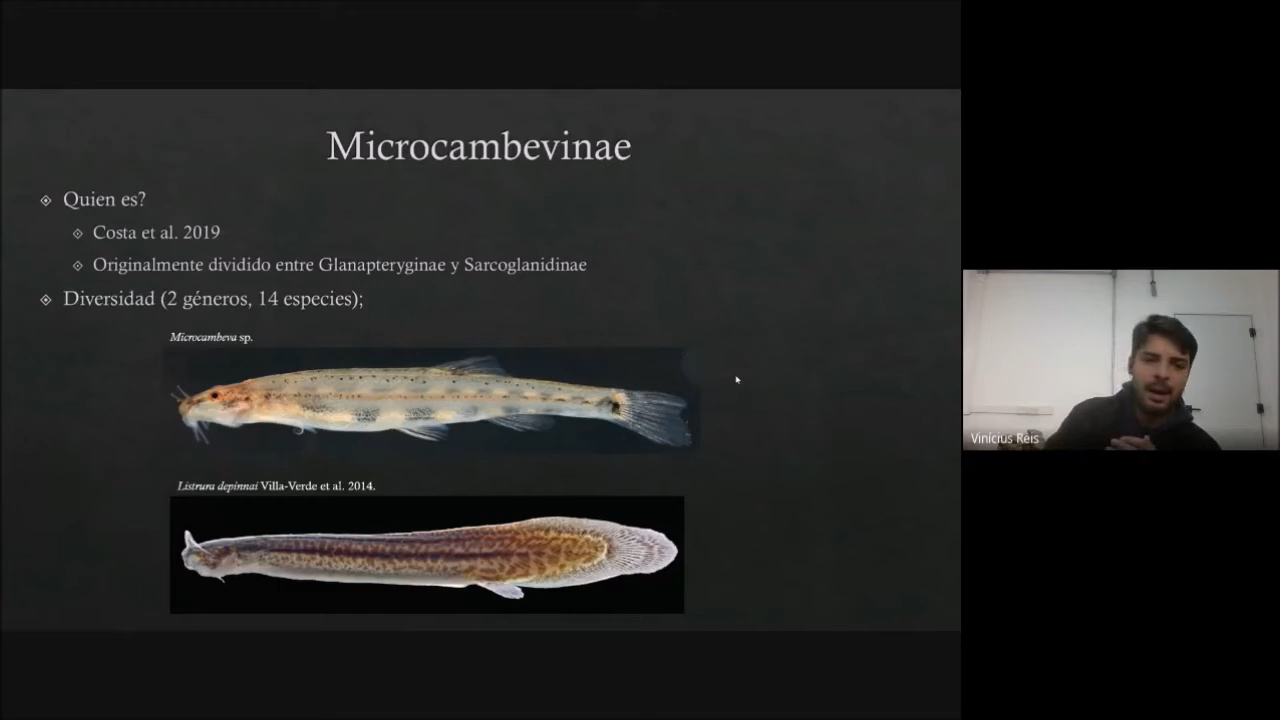 Microcambevinae
Quien es?
Costa et al. 2019
Originalmente dividido entre Glanapteryginae y Sarcoglanidinae
Diversidad (2 géneros, 14 especies);
Microcambeva sp.
Listrura depinnai Villa-Verde et al. 2014.
Vinícius Reis